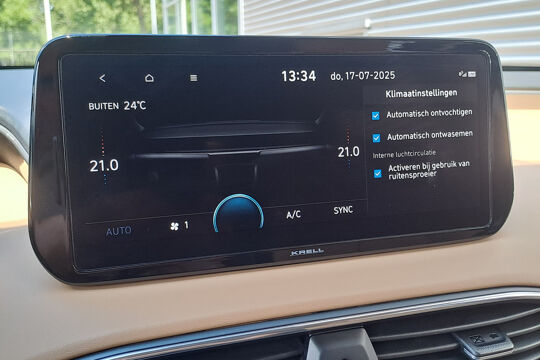 13:34 do, 17-07-2025
BUITEN 24°C
21.0
21.0
AUTO
1
A/C
SYNC
Klimaatinstellingen
Automatisch ontvochtigen
Automatisch ontwasemen
Interne luchtcirculatie
Activeren bij gebruik van
ruitensproeier
KRELL